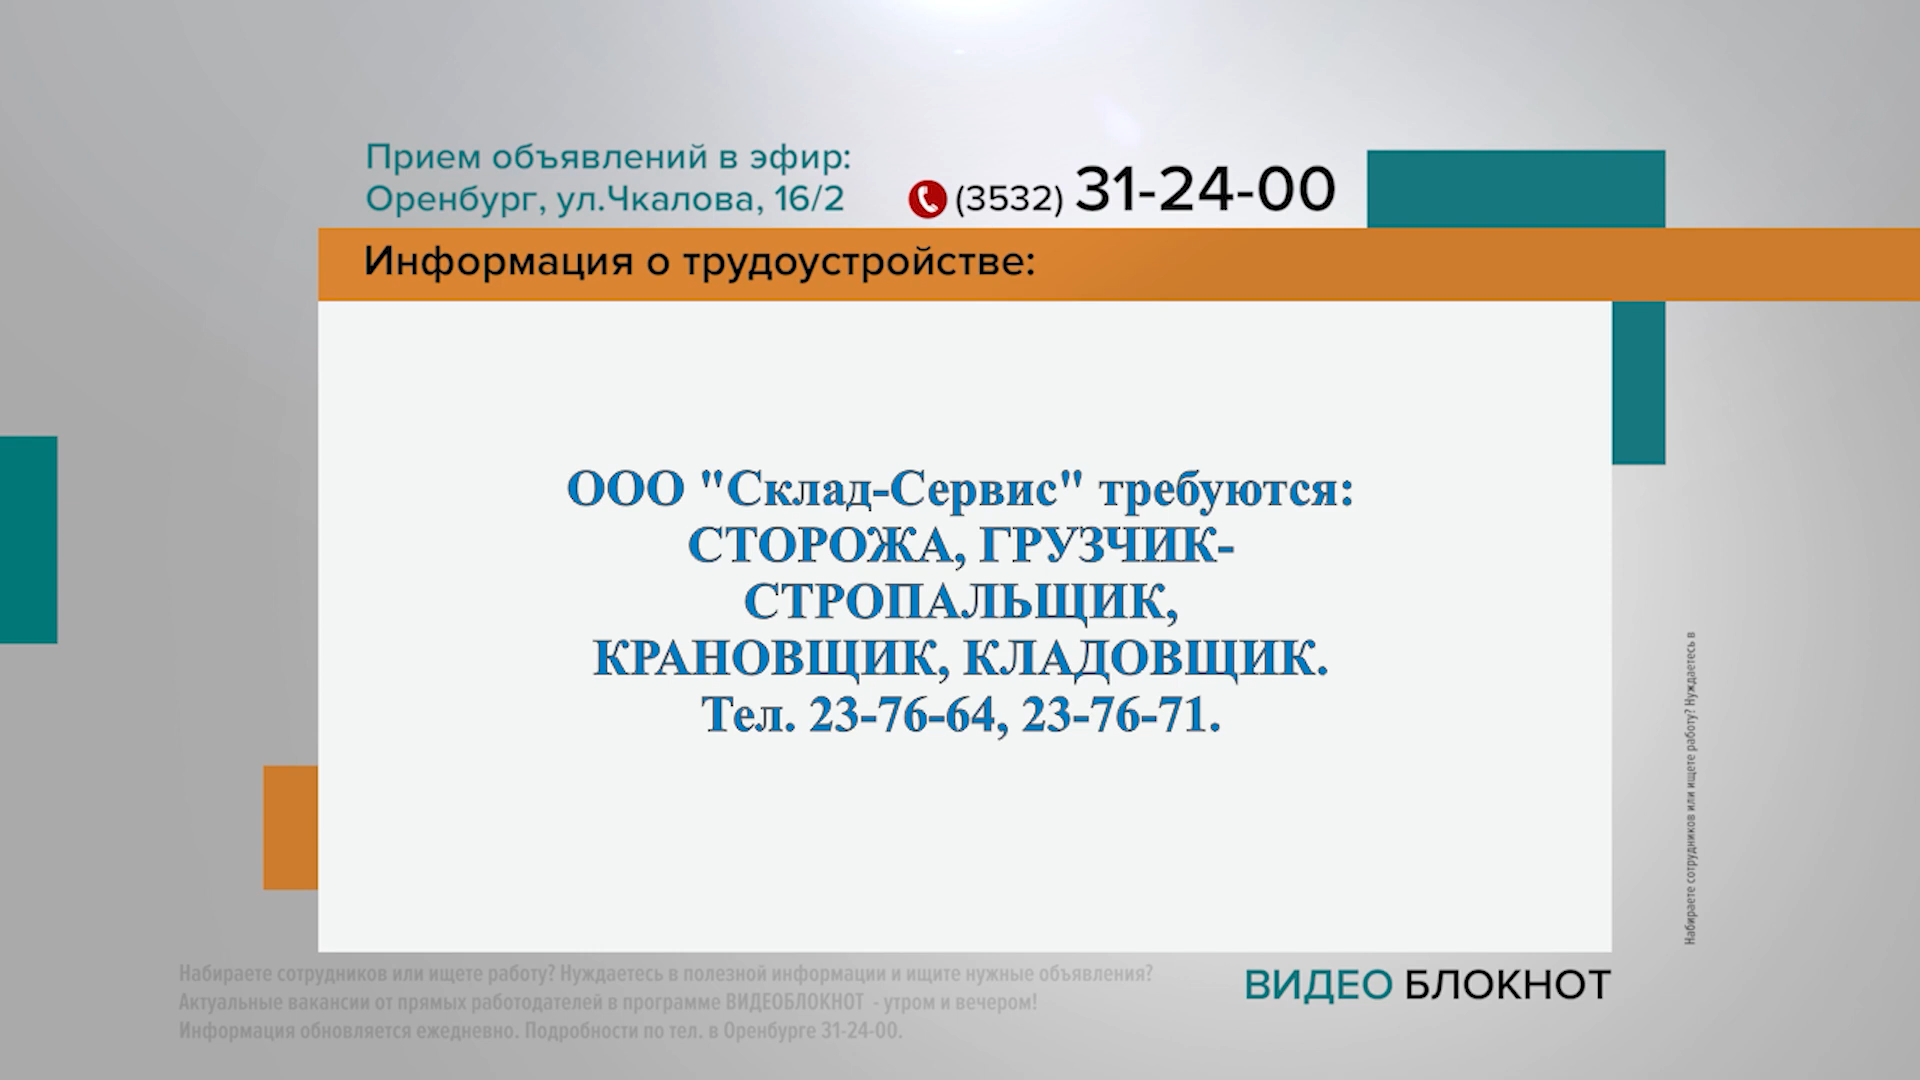 Прием объявлений в эфир:
Оренбург, ул.Чкалова, 16/2
(3532) 31-24-00
Информация о трудоустройстве:
ООО "Склад-Сервис" требуются:
СТОРОЖА, ГРУЗЧИК-
СТРОПАЛЬЩИК,
КРАНОВЩИК, КЛАДОВЩИК.
Тел. 23-76-64, 23-76-71.
Набираете сотрудников или ищете работу? Нуждаетесь в
Набираете сотрудников или ищете работу? Нуждаетесь в полезной информации и ищите нужные объявления?
Актуальные вакансии от прямых работодателей в программе ВИДЕОБЛОКНОТ - утром и вечером!
Информация обновляется ежедневно. Подробности по тел. в Оренбурге 31-24-00.
ВИДЕО БЛОКНОТ